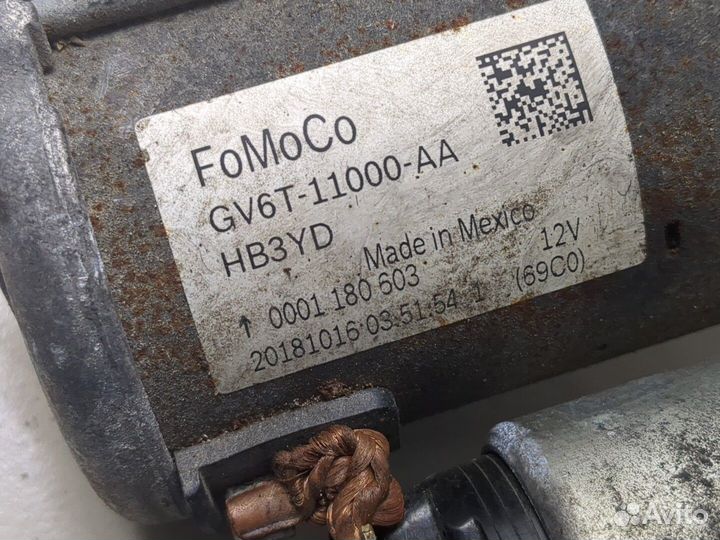 FoMoCo
GV6T-11000-AA
HB3YD Made in Mexico
↑ 0001 180 603 12V
20181016 03.51.54 1 (69C0)
Avito